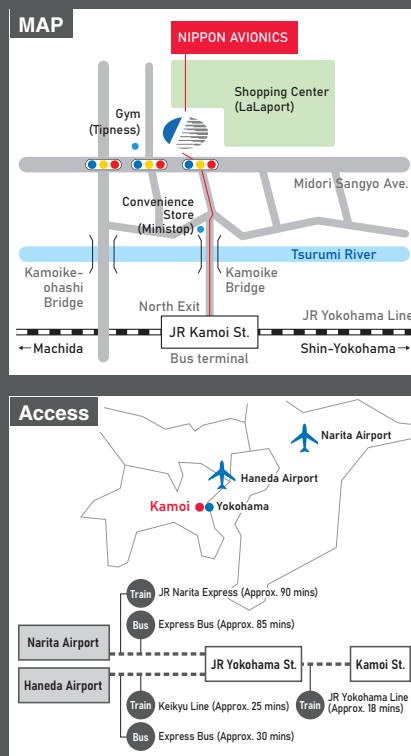 MAP
NIPPON AVIONICS
Shopping Center
(LaLaport)
Gym
(Tipness)
Midori Sangyo Ave.
Convenience
Store
(Ministop)
Tsurumi River
Kamoike-
ohashi
Bridge
Kamoike
Bridge
North Exit
JR Yokohama Line
JR Kamoi St.
←Machida
Shin-Yokohama→
Bus terminal
Access
Narita Airport
Haneda Airport
Kamoi
Yokohama
Train
JR Narita Express (Approx. 90 mins)
Bus
Express Bus (Approx. 85 mins)
Narita Airport
JR Yokohama St.
Kamoi St.
Haneda Airport
Train
Keikyu Line (Approx. 25 mins)
Train
JR Yokohama Line
(Approx. 18 mins)
Bus
Express Bus (Approx. 30 mins)